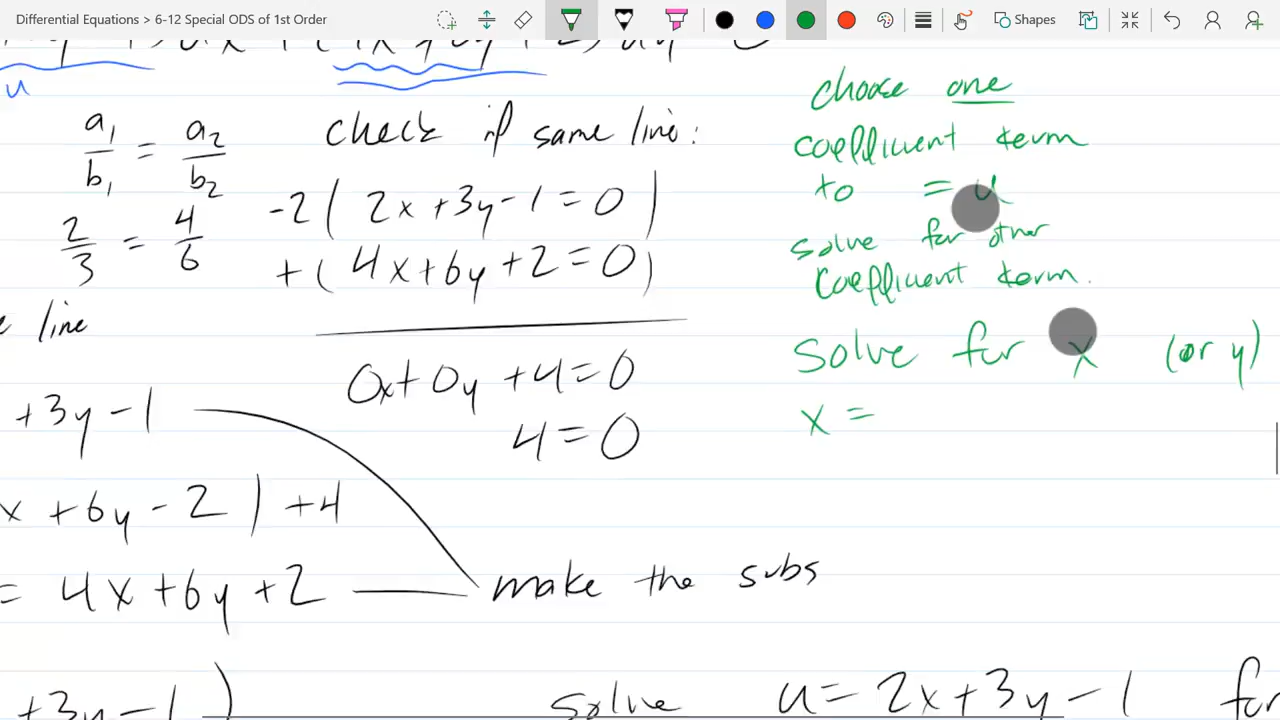 Differential Equations > 6-12 Special ODS of 1st Order
Shapes
u
a1/b1 = a2/b2
2/3 = 4/6
check if same line:
-2( 2x+3y-1=0 )
+( 4x+6y+2=0 )
0x+0y+4=0
4=0
choose one
coefficient term
to = u
solve for other
coefficient term.
solve for x (or y)
x =
line
+3y-1
x+6y-2)+4
= 4x+6y+2
make the subs
+3y-1)
solve u=2x+3y-1 for